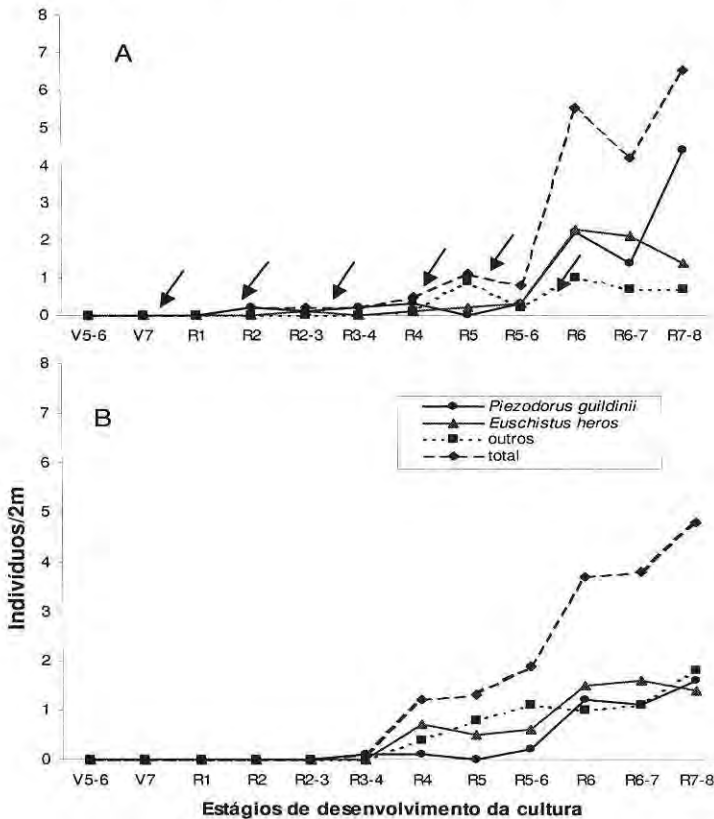 8
A
7
6
5
4
3
2
1
0
V5-6 V7 R1 R2 R2-3 R3-4 R4 R5 R5-6 R6 R6-7 R7-8
8
B
7
Piezodorus guildinii
Euschistus heros
outros
total
6
5
4
3
2
1
0
Indivíduos/2m
V5-6 V7 R1 R2 R2-3 R3-4 R4 R5 R5-6 R6 R6-7 R7-8
Estágios de desenvolvimento da cultura